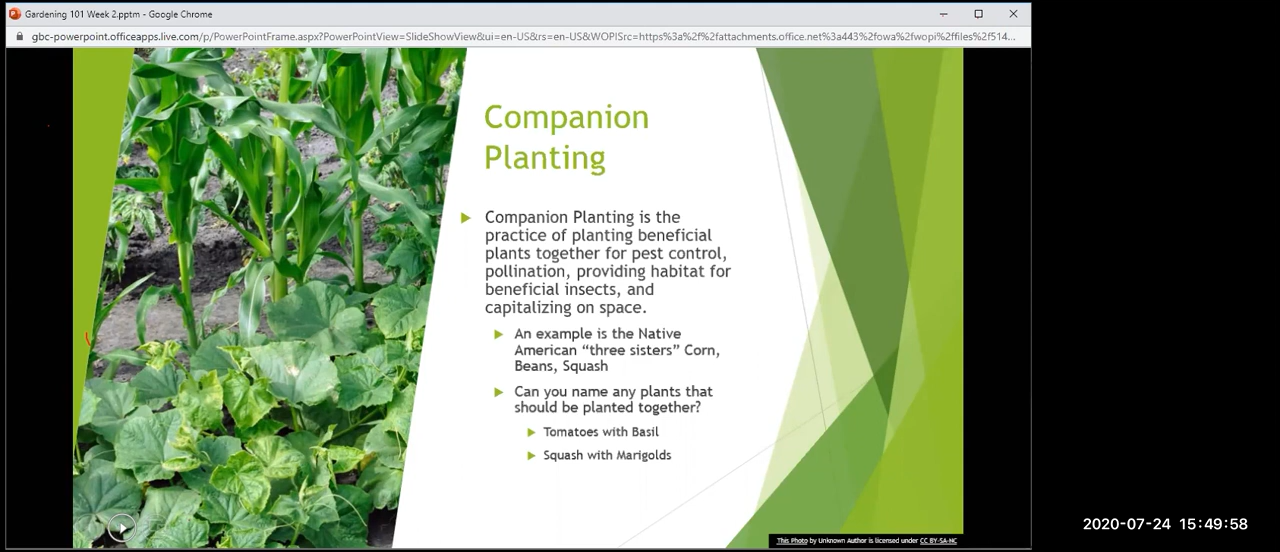 Gardening 101 Week 2.pptm - Google Chrome
gbc-powerpoint.officeapps.live.com/p/PowerPointFrame.aspx?PowerPointView=SlideShowView&ui=en-US&rs=en-US&WOPISrc=https%3a%2f%2fattachments.office.net%3a443%2fowa%2fwopi%2ffiles%2f514...
Companion
Planting
Companion Planting is the
practice of planting beneficial
plants together for pest control,
pollination, providing habitat for
beneficial insects, and
capitalizing on space.
An example is the Native
American “three sisters” Corn,
Beans, Squash
Can you name any plants that
should be planted together?
Tomatoes with Basil
Squash with Marigolds
This Photo by Unknown Author is licensed under CC BY-SA-NC
2020-07-24 15:49:58